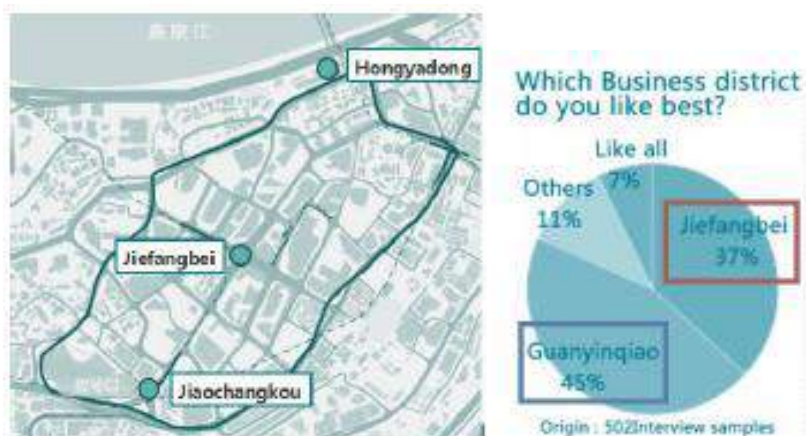 Hongyadong
Jiefangbei
Jiaochangkou
Which Business district
do you like best?
Like all
7%
Others
11%
Jiefangbei
37%
Guanyinqiao
45%
Origin : 502Interview samples